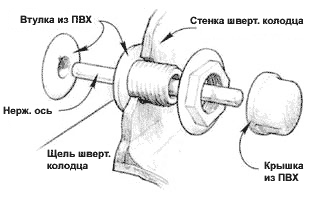 Втулка из ПВХ
Стенка шверт. колодца
Нерж. ось
Щель шверт.
колодца
Крышка
из ПВХ